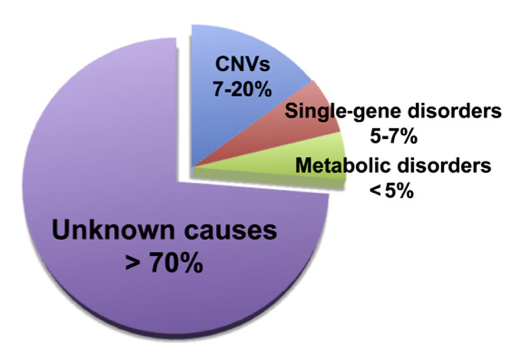 CNVs
7-20%
Single-gene disorders
5-7%
Metabolic disorders
< 5%
Unknown causes
> 70%